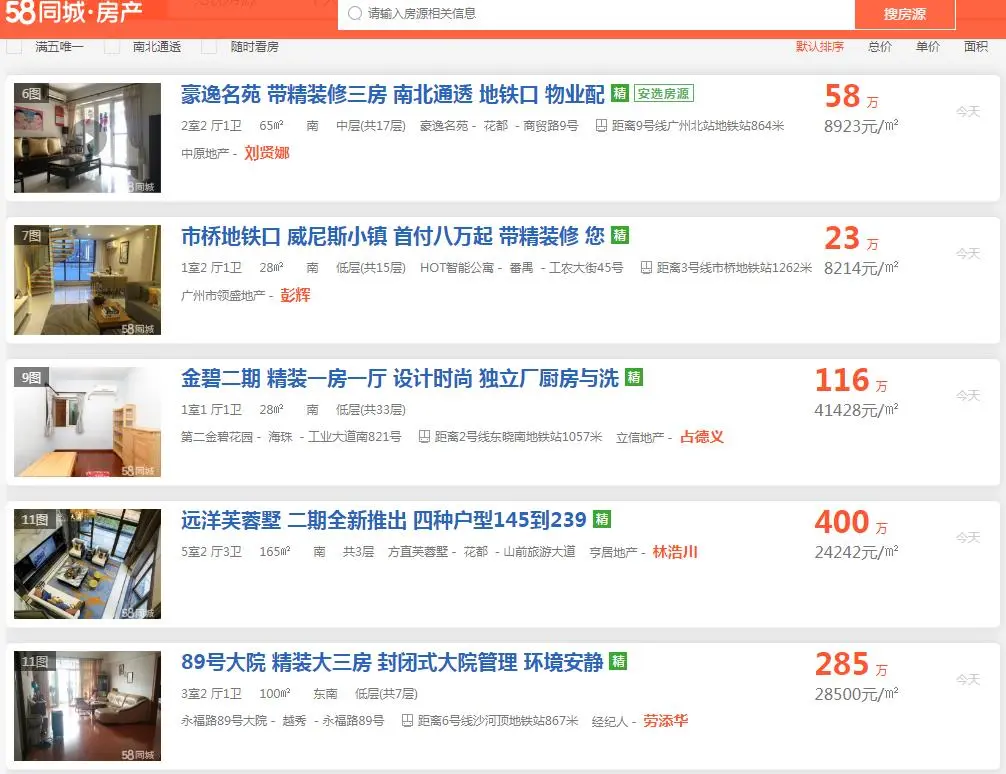 58同城·房产
请输入房源相关信息
搜房源
满五唯一 南北通透 随时看房 默认排序 总价 单价 面积
6图
豪逸名苑 带精装修三房 南北通透 地铁口 物业配 精 安选房源
58万
2室2 厅1卫 65㎡ 南 中层(共17层) 豪逸名苑 - 花都 - 商贸路9号 距离9号线广州北站地铁站864米
8923元/㎡
今天
中原地产 - 刘贤娜
58同城
7图
市桥地铁口 威尼斯小镇 首付八万起 带精装修 您 精
23万
1室2 厅1卫 28㎡ 南 低层(共15层) HOT智能公寓 - 番禺 - 工农大街45号 距离3号线市桥地铁站1262米
8214元/㎡
今天
广州市领盛地产 - 彭辉
58同城
9图
金碧二期 精装一房一厅 设计时尚 独立厂厨房与洗 精
116万
1室1 厅1卫 28㎡ 南 低层(共33层)
41428元/㎡
今天
第二金碧花园 - 海珠 - 工业大道南821号 距离2号线东晓南地铁站1057米 立信地产 - 占德义
58同城
11图
远洋芙蓉墅 二期全新推出 四种户型145到239 精
400万
5室2 厅3卫 165㎡ 南 共3层 方直芙蓉墅 - 花都 - 山前旅游大道 亨居地产 - 林浩川
24242元/㎡
今天
58同城
11图
89号大院 精装大三房 封闭式大院管理 环境安静 精
285万
3室2 厅1卫 100㎡ 东南 低层(共7层)
28500元/㎡
今天
永福路89号大院 - 越秀 - 永福路89号 距离6号线沙河顶地铁站867米 经纪人 - 劳添华
58同城